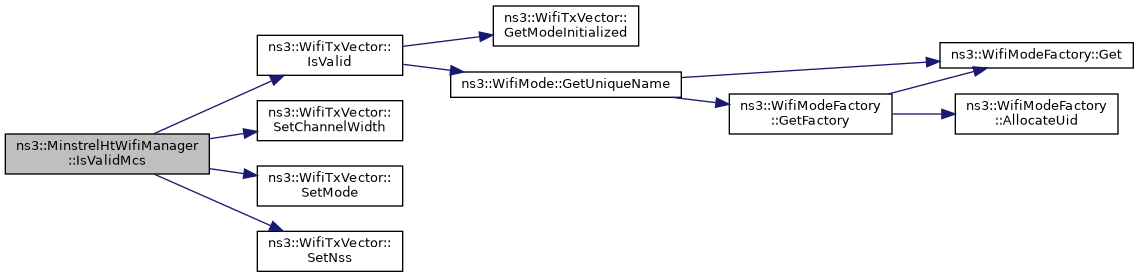 ns3::MinstrelHtWifiManager
::IsValidMcs
ns3::WifiTxVector::
IsValid
ns3::WifiTxVector::
SetChannelWidth
ns3::WifiTxVector::
SetMode
ns3::WifiTxVector::
SetNss
ns3::WifiTxVector::
GetModeInitialized
ns3::WifiMode::GetUniqueName
ns3::WifiModeFactory
::GetFactory
ns3::WifiModeFactory::Get
ns3::WifiModeFactory
::AllocateUid